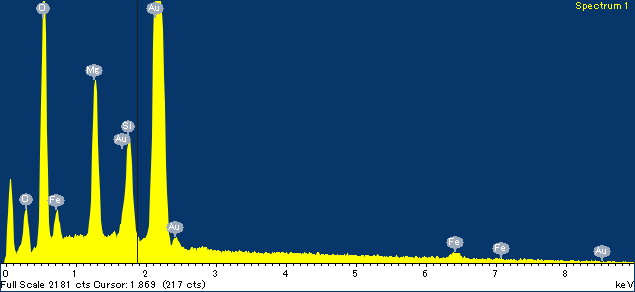 Spectrum 1
O Au
Mg
Si
Au
O Fe
Au
Fe Fe Au
0 1 2 3 4 5 6 7 8
Full Scale 2181 cts Cursor: 1.869 (217 cts) keV